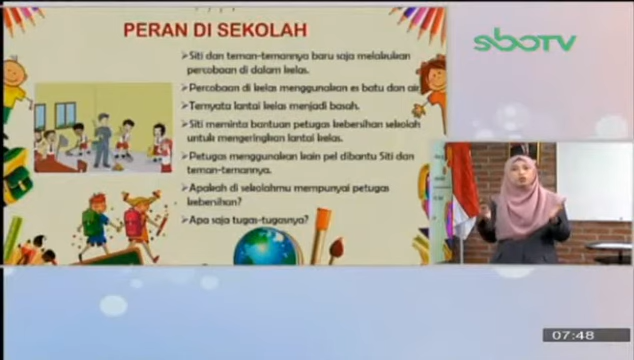 PERAN DI SEKOLAH
sboTV
➤Siti dan teman-temannya baru saja melakukan
percobaan di dalam kelas.
➤Percobaan di kelas menggunakan es batu dan air
➤Ternyata lantai kelas menjadi basah.
➤Siti meminta bantuan petugas kebersihan sekolah
untuk mengeringkan lantai kelas.
➤Petugas menggunakan kain pel dibantu Siti dan
teman-temannya.
➤Apakah di sekolahmu mempunyai petugas
kebersihan?
➤Apa saja tugas-tugasnya?
07:48